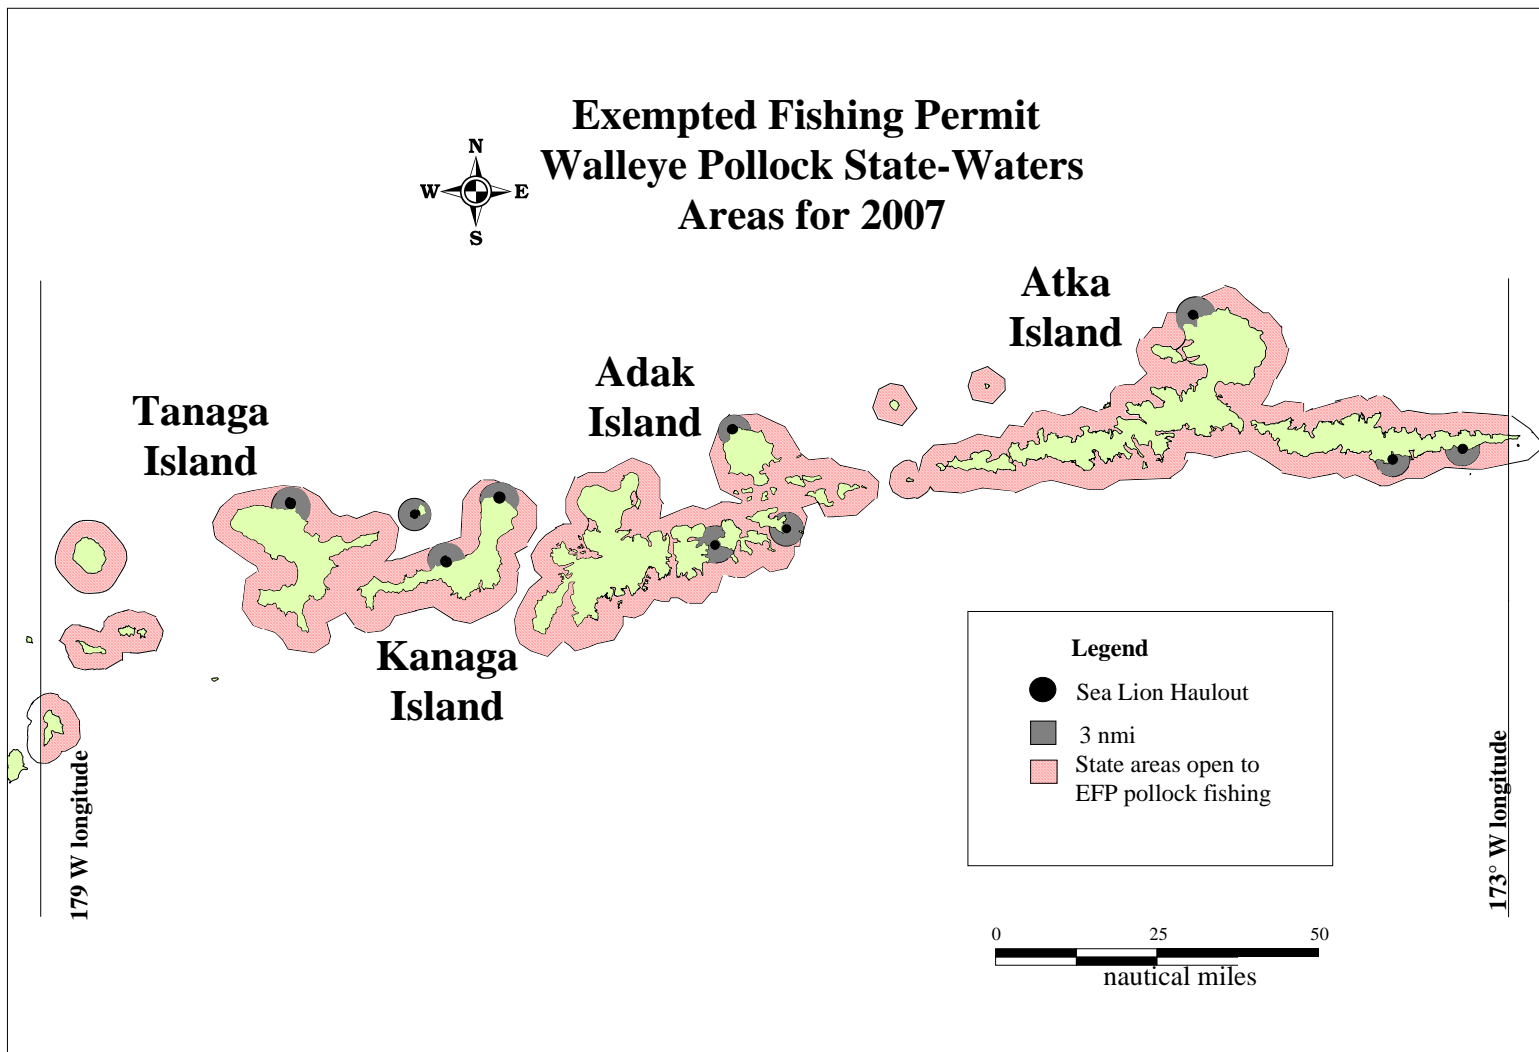 Exempted Fishing Permit
Walleye Pollock State-Waters
Areas for 2007
N
W E
S
Atka
Island
Adak
Island
Tanaga
Island
Kanaga
Island
Legend
Sea Lion Haulout
3 nmi
State areas open to
EFP pollock fishing
179 W longitude
173° W longitude
0 25 50
nautical miles